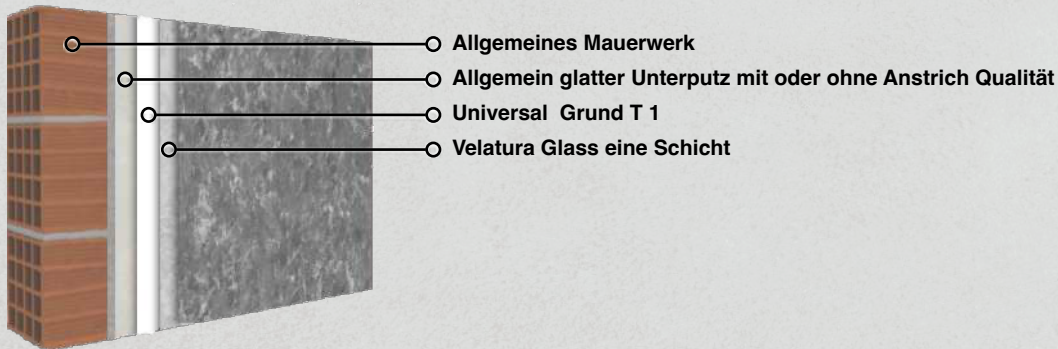 Allgemeines Mauerwerk
Allgemein glatter Unterputz mit oder ohne Anstrich Qualität
Universal Grund T 1
Velatura Glass eine Schicht